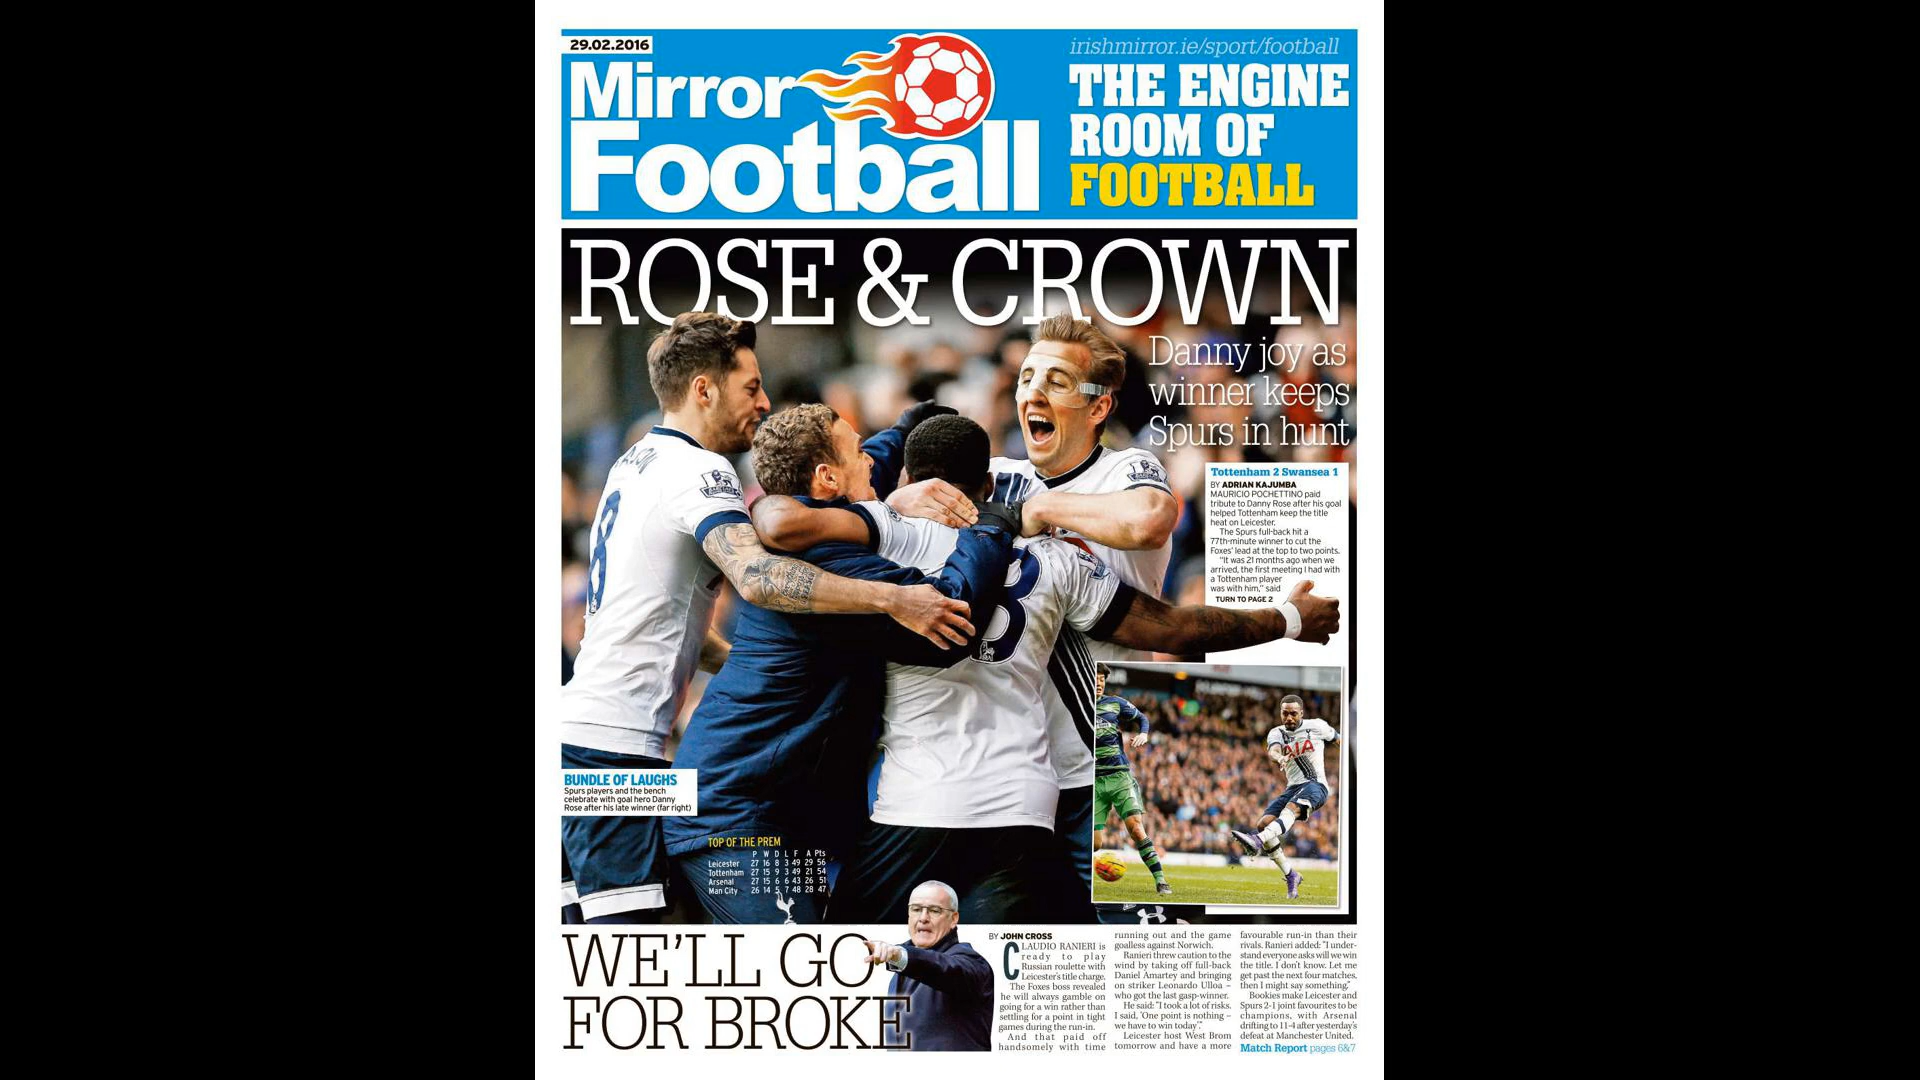 29.02.2016
Mirror
Football
irishmirror.ie/sport/football
THE ENGINE
ROOM OF
FOOTBALL
ROSE & CROWN
Danny joy as
winner keeps
Spurs in hunt
Tottenham 2 Swansea 1
BY ADRIAN KAJUMBA
MAURICIO POCHETTINO paid
tribute to Danny Rose after his goal
helped Tottenham keep the title
heat on Leicester.
The Spurs full-back hit a
77th-minute winner to cut the
Foxes' lead at the top to two points.
"It was 21 months ago when we
arrived, the first meeting I had with
a Tottenham player
was with him," said
TURN TO PAGE 2
8
3
AIA
BUNDLE OF LAUGHS
Spurs players and the bench
celebrate with goal hero Danny
Rose after his late winner (far right)
TOP OF THE PREM
P W D L F A Pts
Leicester 27 16 8 3 49 29 56
Tottenham 27 15 9 3 49 21 54
Arsenal 27 15 6 6 43 26 51
Man City 26 14 5 7 48 28 47
WE'LL GO
FOR BROKE
BY JOHN CROSS
CLAUDIO RANIERI is
ready to play
Russian roulette with
Leicester's title charge.
The Foxes boss revealed
he will always gamble on
going for a win rather than
settling for a point in tight
games during the run-in.
And that paid off
handsomely with time
running out and the game
goalless against Norwich.
Ranieri threw caution to the
wind by taking off full-back
Daniel Amartey and bringing
on striker Leonardo Ulloa –
who got the last gasp-winner.
He said: "I took a lot of risks.
I said, 'One point is nothing –
we have to win today'."
Leicester host West Brom
tomorrow and have a more
favourable run-in than their
rivals. Ranieri added: "I under-
stand everyone asks will we win
the title. I don't know. Let me
get past the next four matches,
then I might say something."
Bookies make Leicester and
Spurs 2-1 joint favourites to be
champions, with Arsenal
drifting to 11-4 after yesterday's
defeat at Manchester United.
Match Report pages 6&7